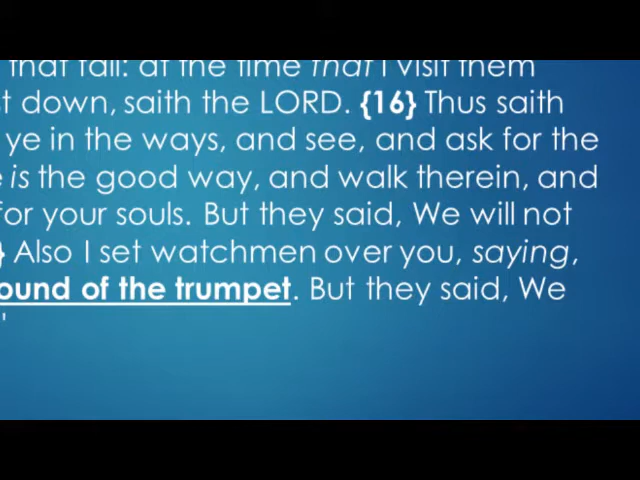 that fall: at the time that I visit them
st down, saith the LORD. {16} Thus saith
ye in the ways, and see, and ask for the
e is the good way, and walk therein, and
for your souls. But they said, We will not
} Also I set watchmen over you, saying,
ound of the trumpet. But they said, We
"